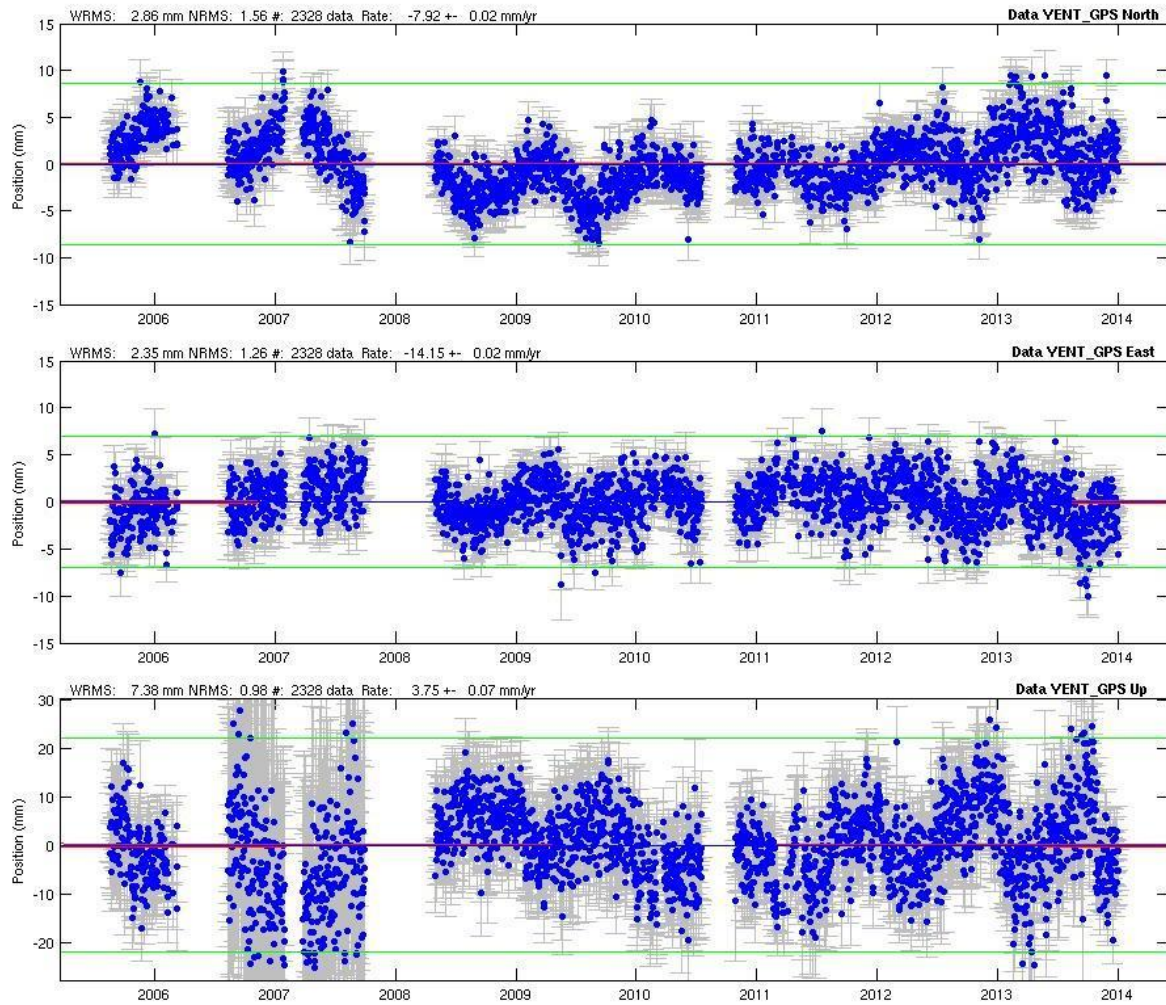 WRMS: 2.86 mm NRMS: 1.56 #: 2328 data Rate: -7.92 +- 0.02 mm/yr Data VENT_GPS North
15
10
5
0
-5
-10
-15
Position (mm)
2006 2007 2008 2009 2010 2011 2012 2013 2014
WRMS: 2.35 mm NRMS: 1.26 #: 2328 data Rate: -14.15 +- 0.02 mm/yr Data VENT_GPS East
15
10
5
0
-5
-10
-15
Position (mm)
2006 2007 2008 2009 2010 2011 2012 2013 2014
WRMS: 7.38 mm NRMS: 0.98 #: 2328 data Rate: 3.75 +- 0.07 mm/yr Data VENT_GPS Up
30
20
10
0
-10
-20
Position (mm)
2006 2007 2008 2009 2010 2011 2012 2013 2014